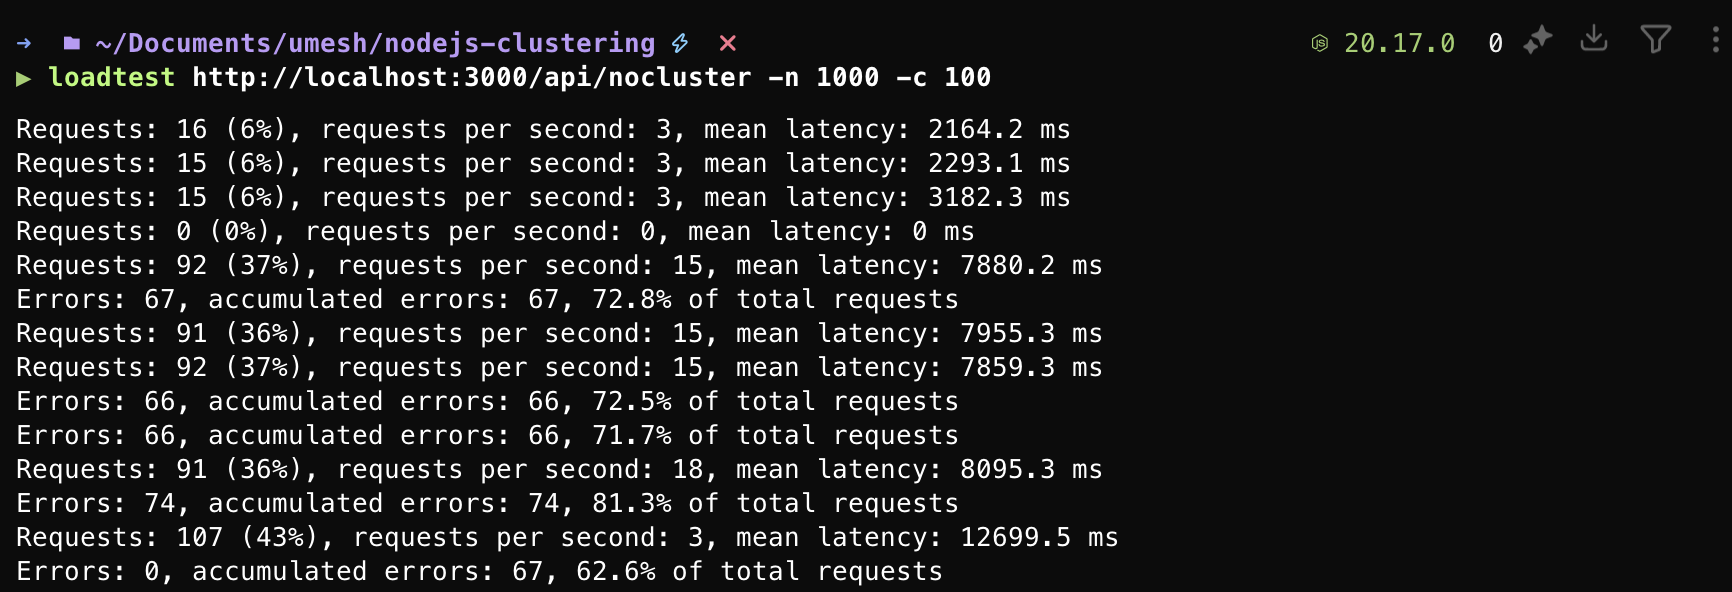 ~/Documents/umesh/nodejs-clustering 20.17.0 0
loadtest http://localhost:3000/api/nocluster -n 1000 -c 100
Requests: 16 (6%), requests per second: 3, mean latency: 2164.2 ms
Requests: 15 (6%), requests per second: 3, mean latency: 2293.1 ms
Requests: 15 (6%), requests per second: 3, mean latency: 3182.3 ms
Requests: 0 (0%), requests per second: 0, mean latency: 0 ms
Requests: 92 (37%), requests per second: 15, mean latency: 7880.2 ms
Errors: 67, accumulated errors: 67, 72.8% of total requests
Requests: 91 (36%), requests per second: 15, mean latency: 7955.3 ms
Requests: 92 (37%), requests per second: 15, mean latency: 7859.3 ms
Errors: 66, accumulated errors: 66, 72.5% of total requests
Errors: 66, accumulated errors: 66, 71.7% of total requests
Requests: 91 (36%), requests per second: 18, mean latency: 8095.3 ms
Errors: 74, accumulated errors: 74, 81.3% of total requests
Requests: 107 (43%), requests per second: 3, mean latency: 12699.5 ms
Errors: 0, accumulated errors: 67, 62.6% of total requests